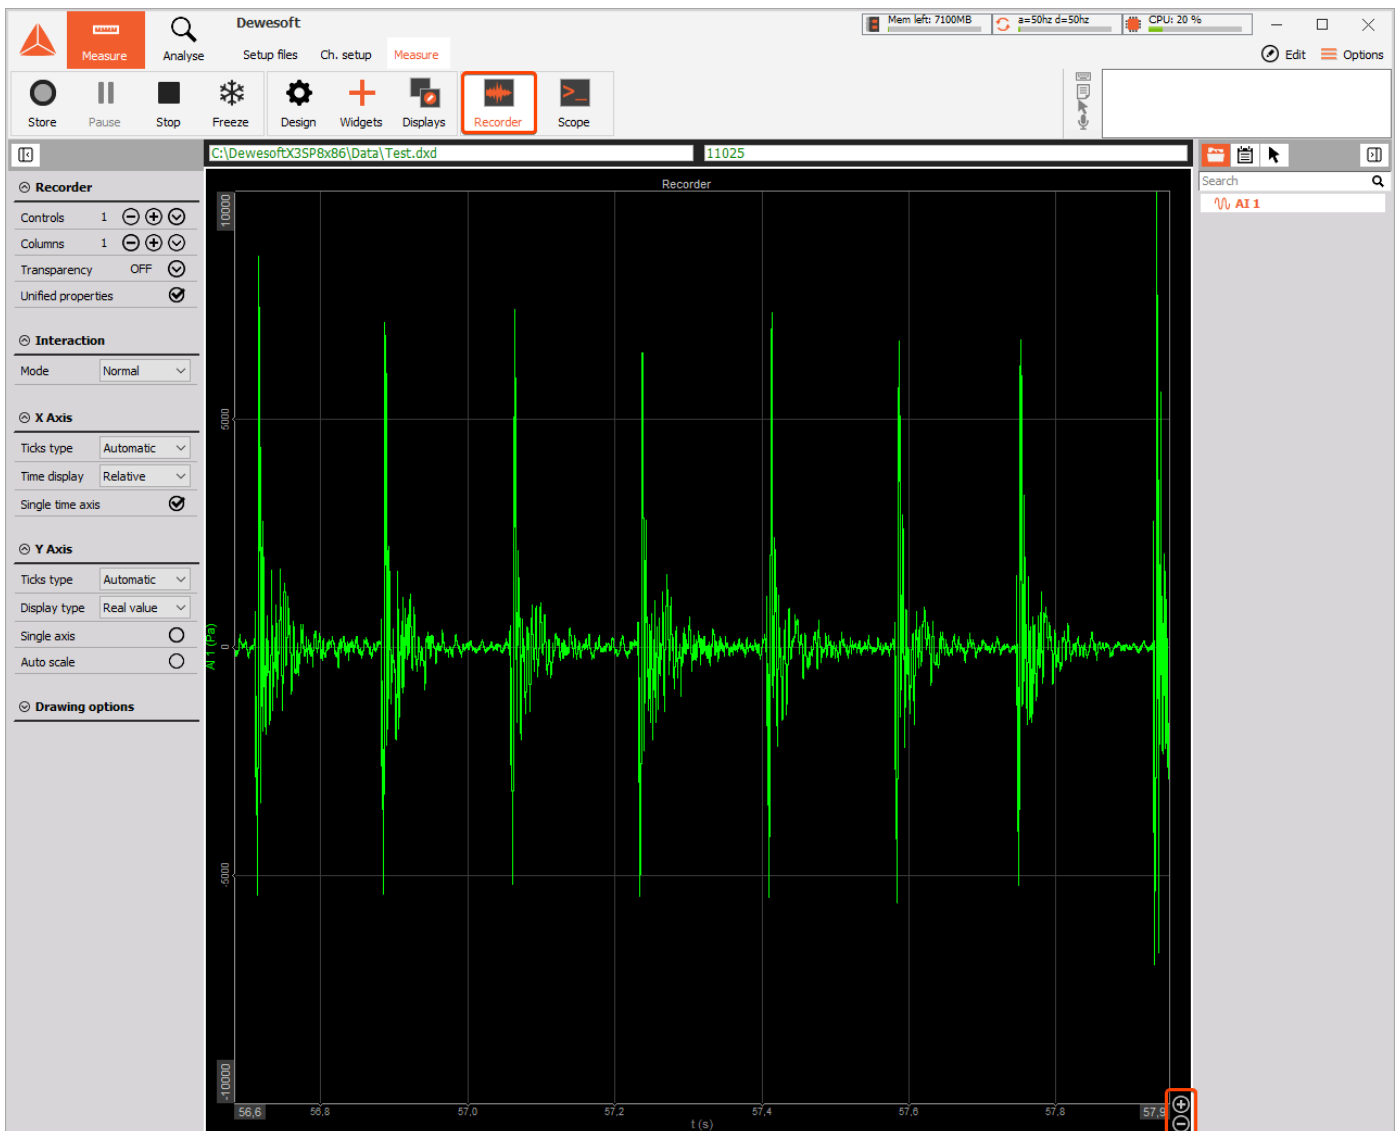 Dewesoft
Mem left: 7100MB
a=50hz d=50hz
CPU: 20 %
Measure
Analyse
Setup files
Ch. setup
Measure
Edit
Options
Store
Pause
Stop
Freeze
Design
Widgets
Displays
Recorder
Scope
C:\DewesoftX3SP8x86\Data\Test.dxd
11025
Recorder
Controls 1
Columns 1
Transparency OFF
Unified properties
Interaction
Mode Normal
X Axis
Ticks type Automatic
Time display Relative
Single time axis
Y Axis
Ticks type Automatic
Display type Real value
Single axis
Auto scale
Drawing options
Recorder
10000
5000
0
-5000
-10000
AI 1 (Pa)
56,6 56,8 57,0 57,2 57,4 57,6 57,8 57,9
t (s)
Search
AI 1